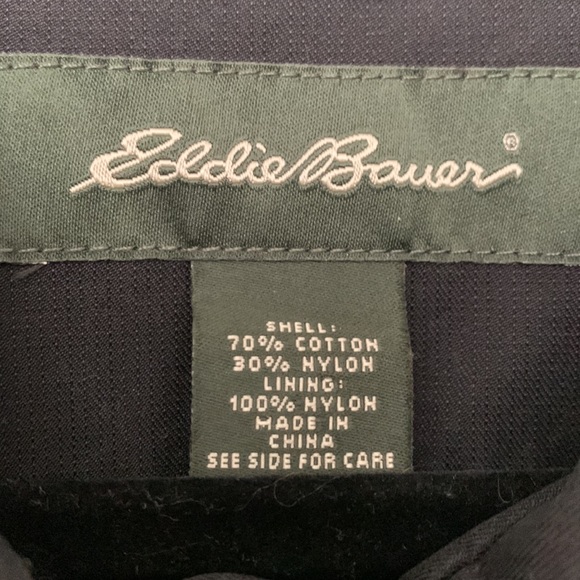 Eddie Bauer®
SHELL:
70% COTTON
30% NYLON
LINING:
100% NYLON
MADE IN
CHINA
SEE SIDE FOR CARE